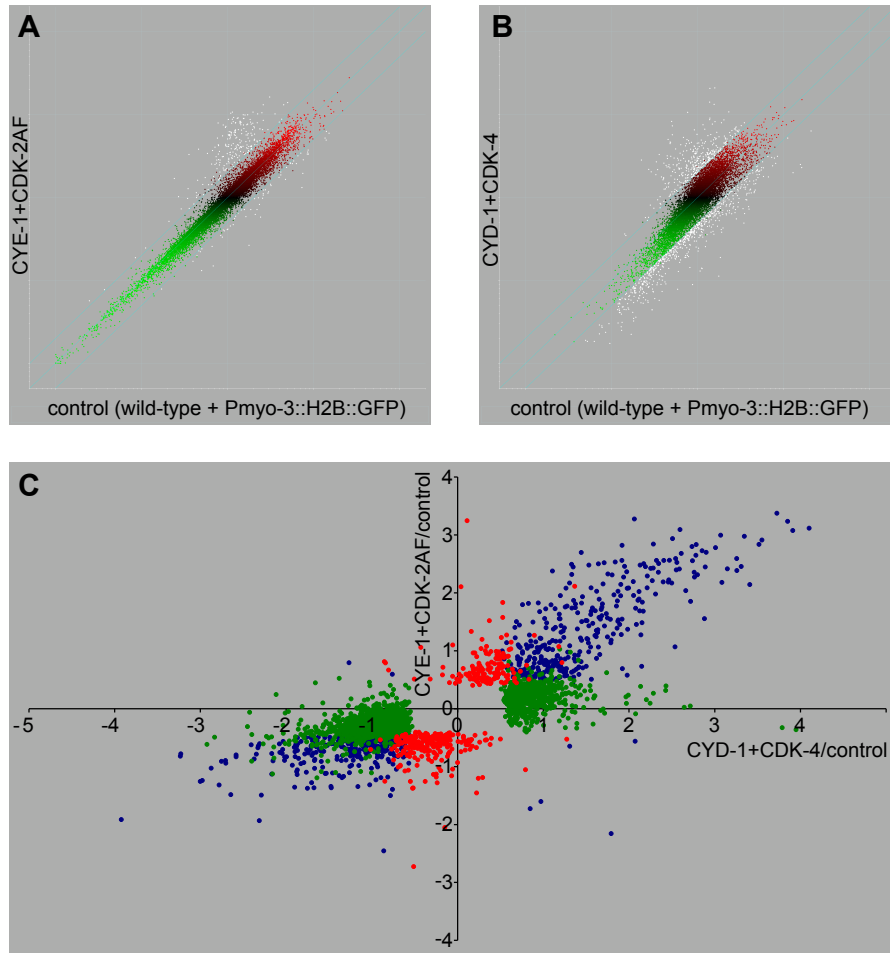 A
CYE-1+CDK-2AF
control (wild-type + Pmyo-3::H2B::GFP)
B
CYD-1+CDK-4
control (wild-type + Pmyo-3::H2B::GFP)
C
CYE-1+CDK-2AF/control
4
3
2
1
0
-1
-2
-3
-4
-5 -4 -3 -2 -1 0 1 2 3 4
CYD-1+CDK-4/control